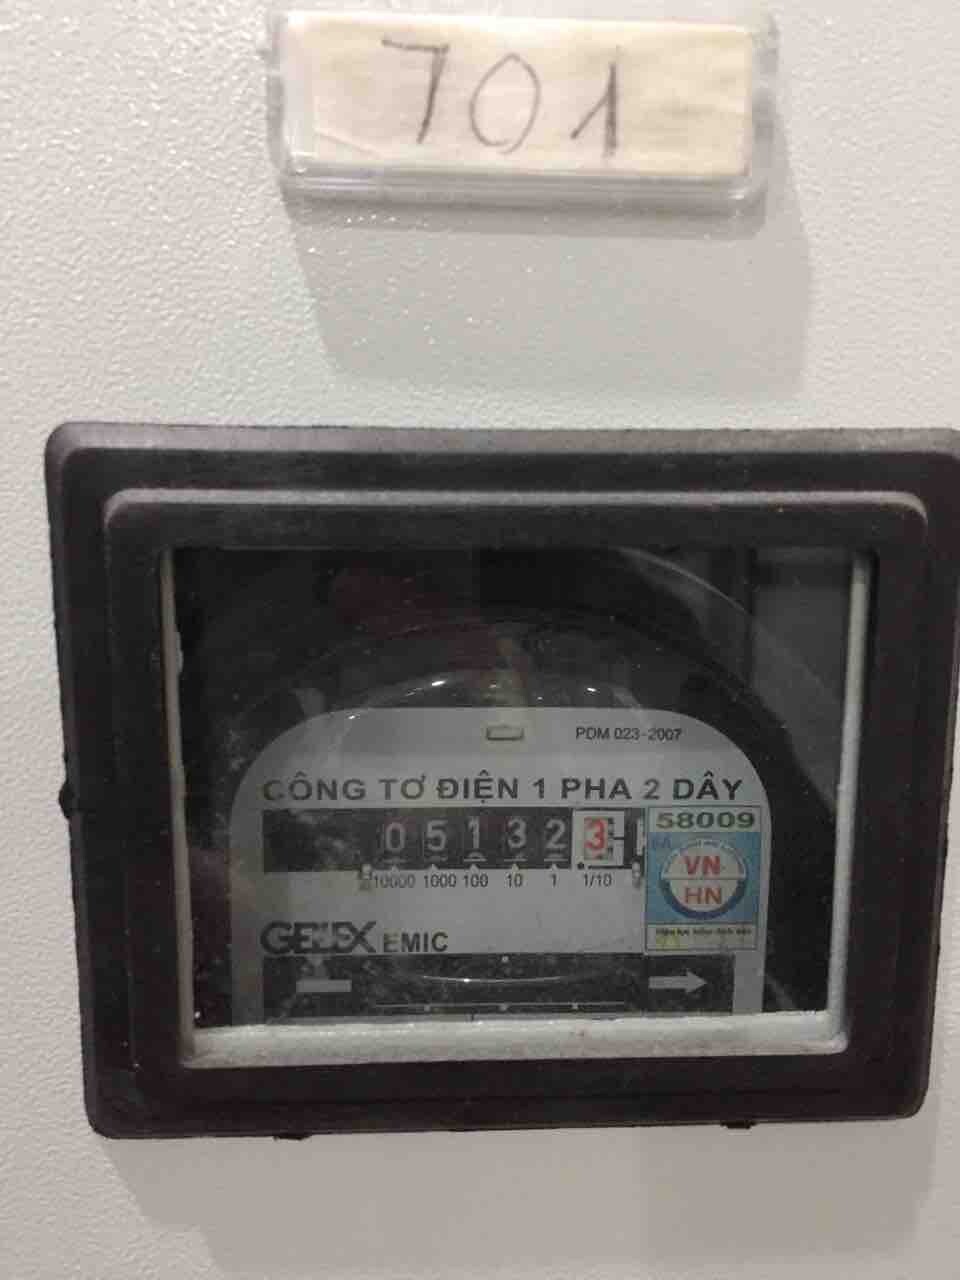 701
PDM 023-2007
CÔNG TƠ ĐIỆN 1 PHA 2 DÂY
0 5 1 3 2 3
10000 1000 100 10 1 1/10
58009
VN
HN
GELEX EMIC